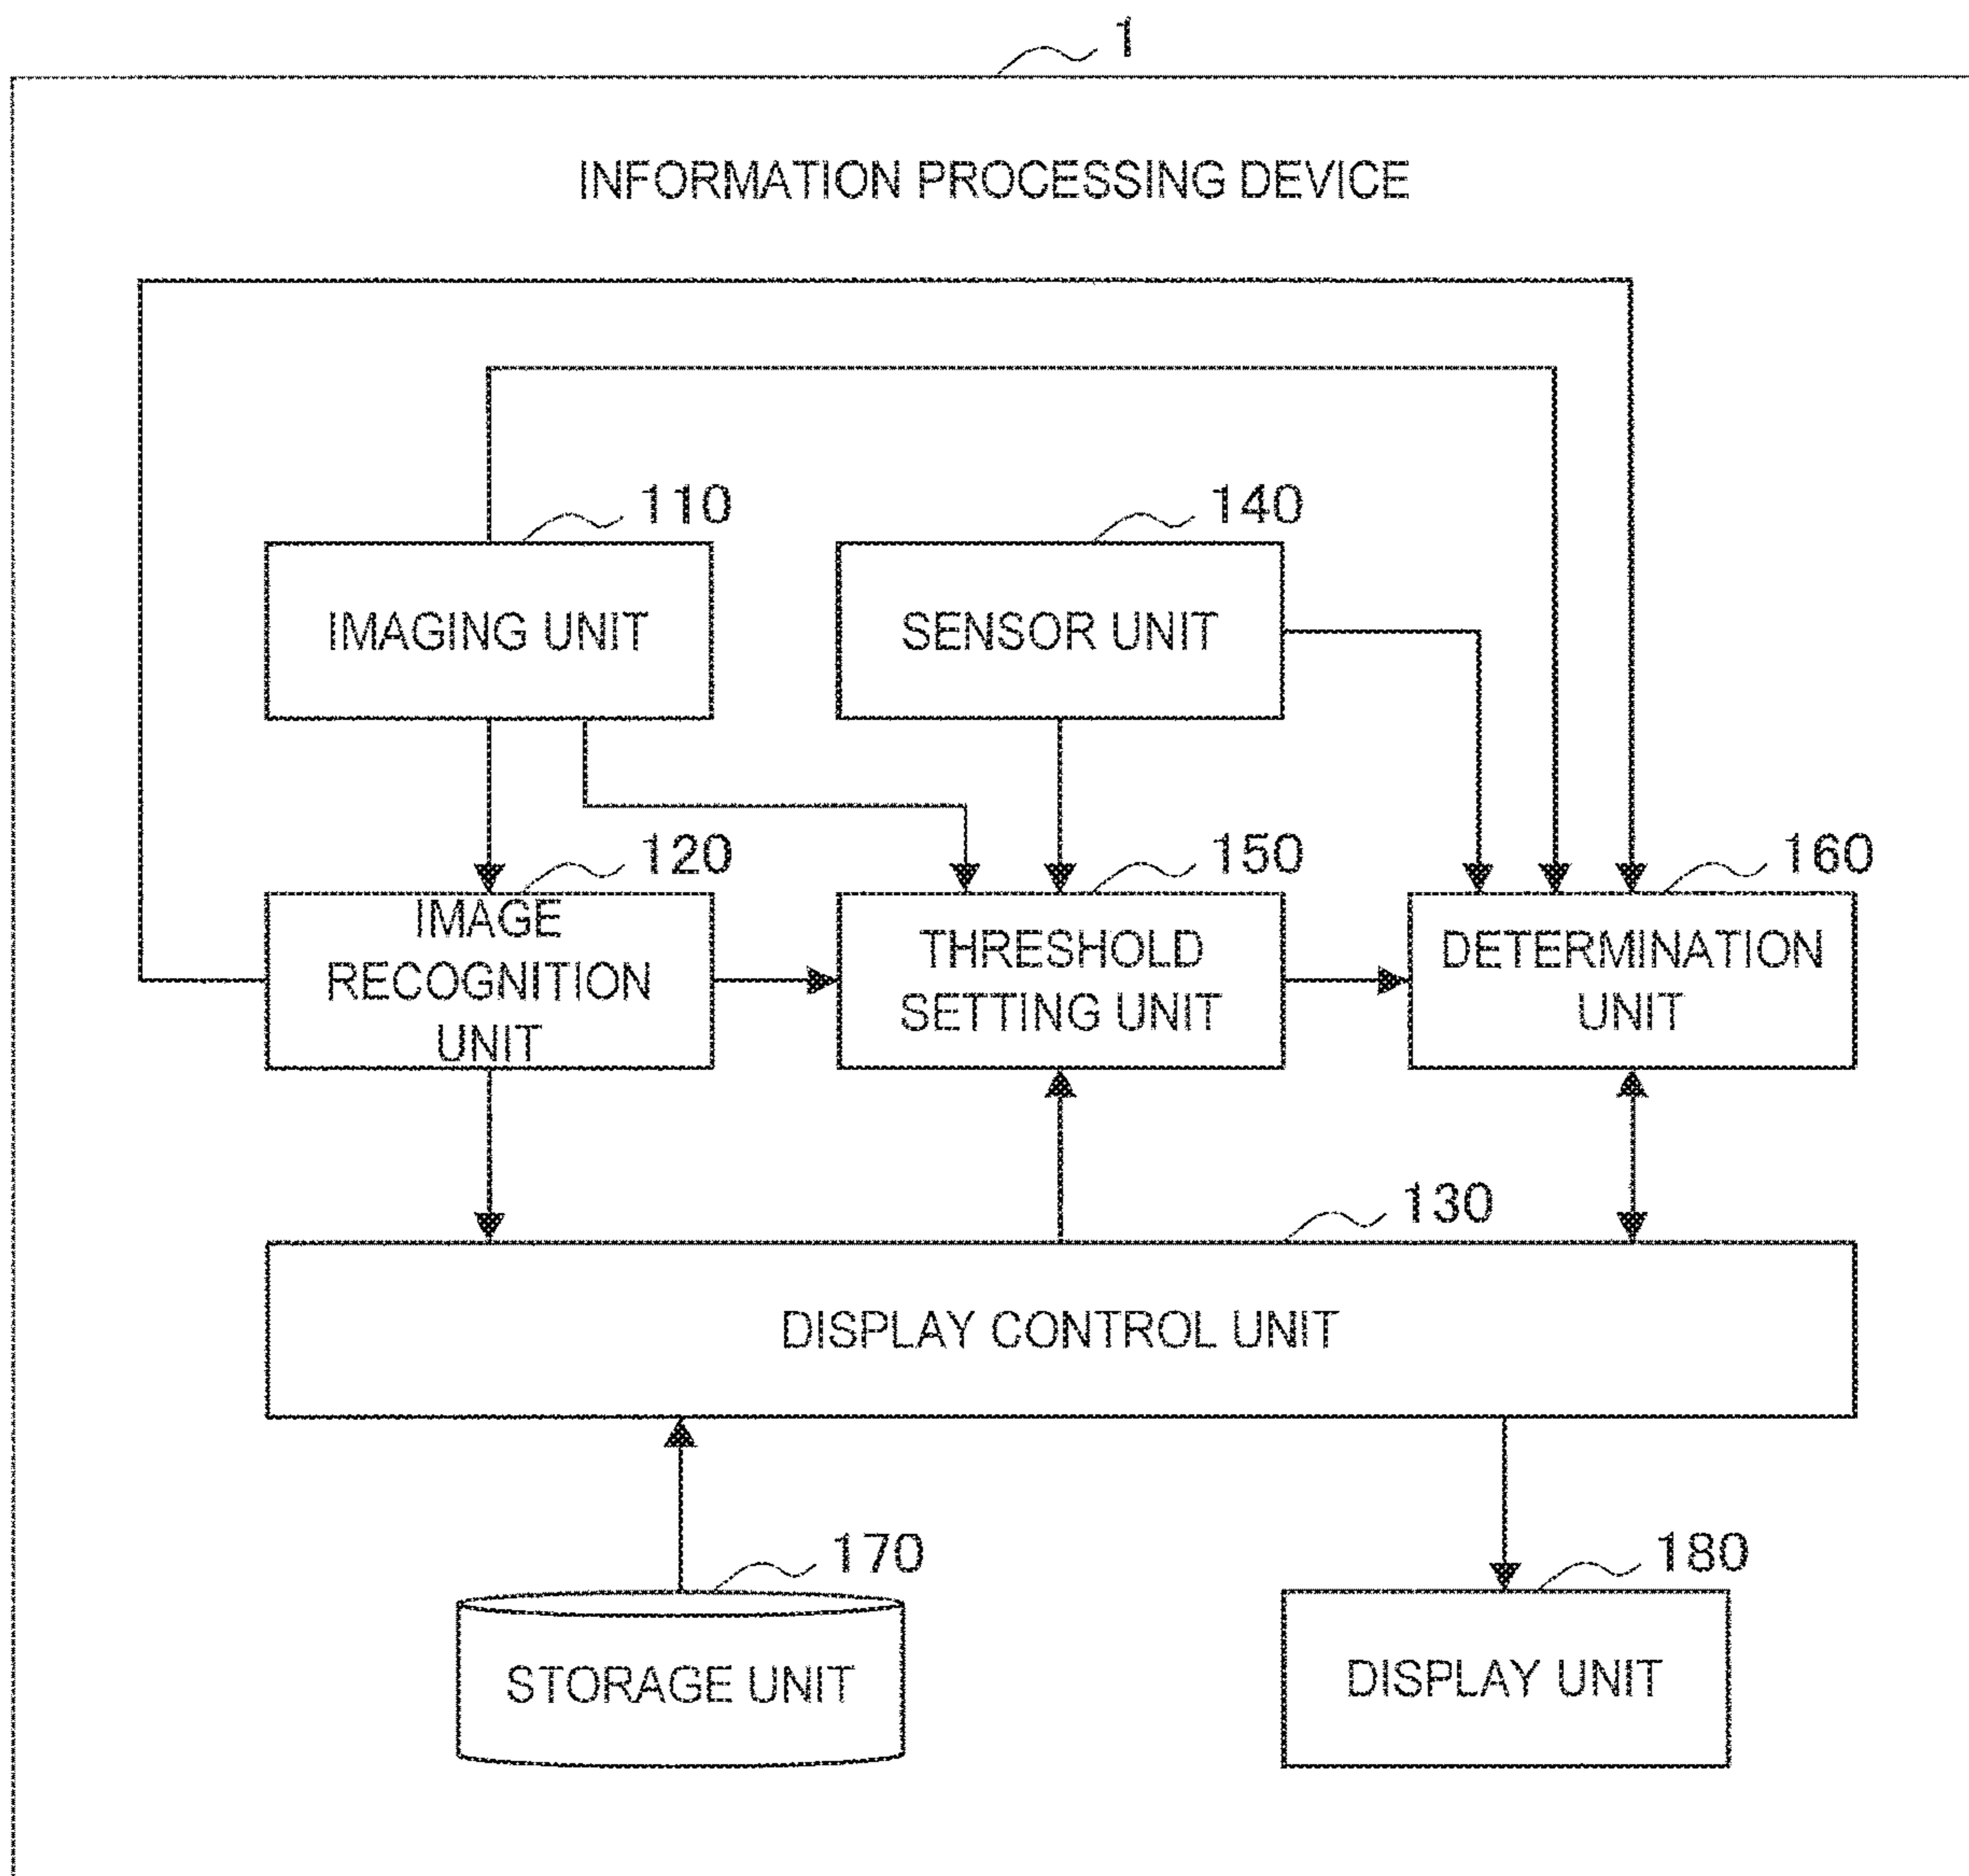 1
INFORMATION PROCESSING DEVICE
110
140
IMAGING UNIT
SENSOR UNIT
120
150
160
IMAGE
RECOGNITION
UNIT
THRESHOLD
SETTING UNIT
DETERMINATION
UNIT
130
DISPLAY CONTROL UNIT
170
180
STORAGE UNIT
DISPLAY UNIT